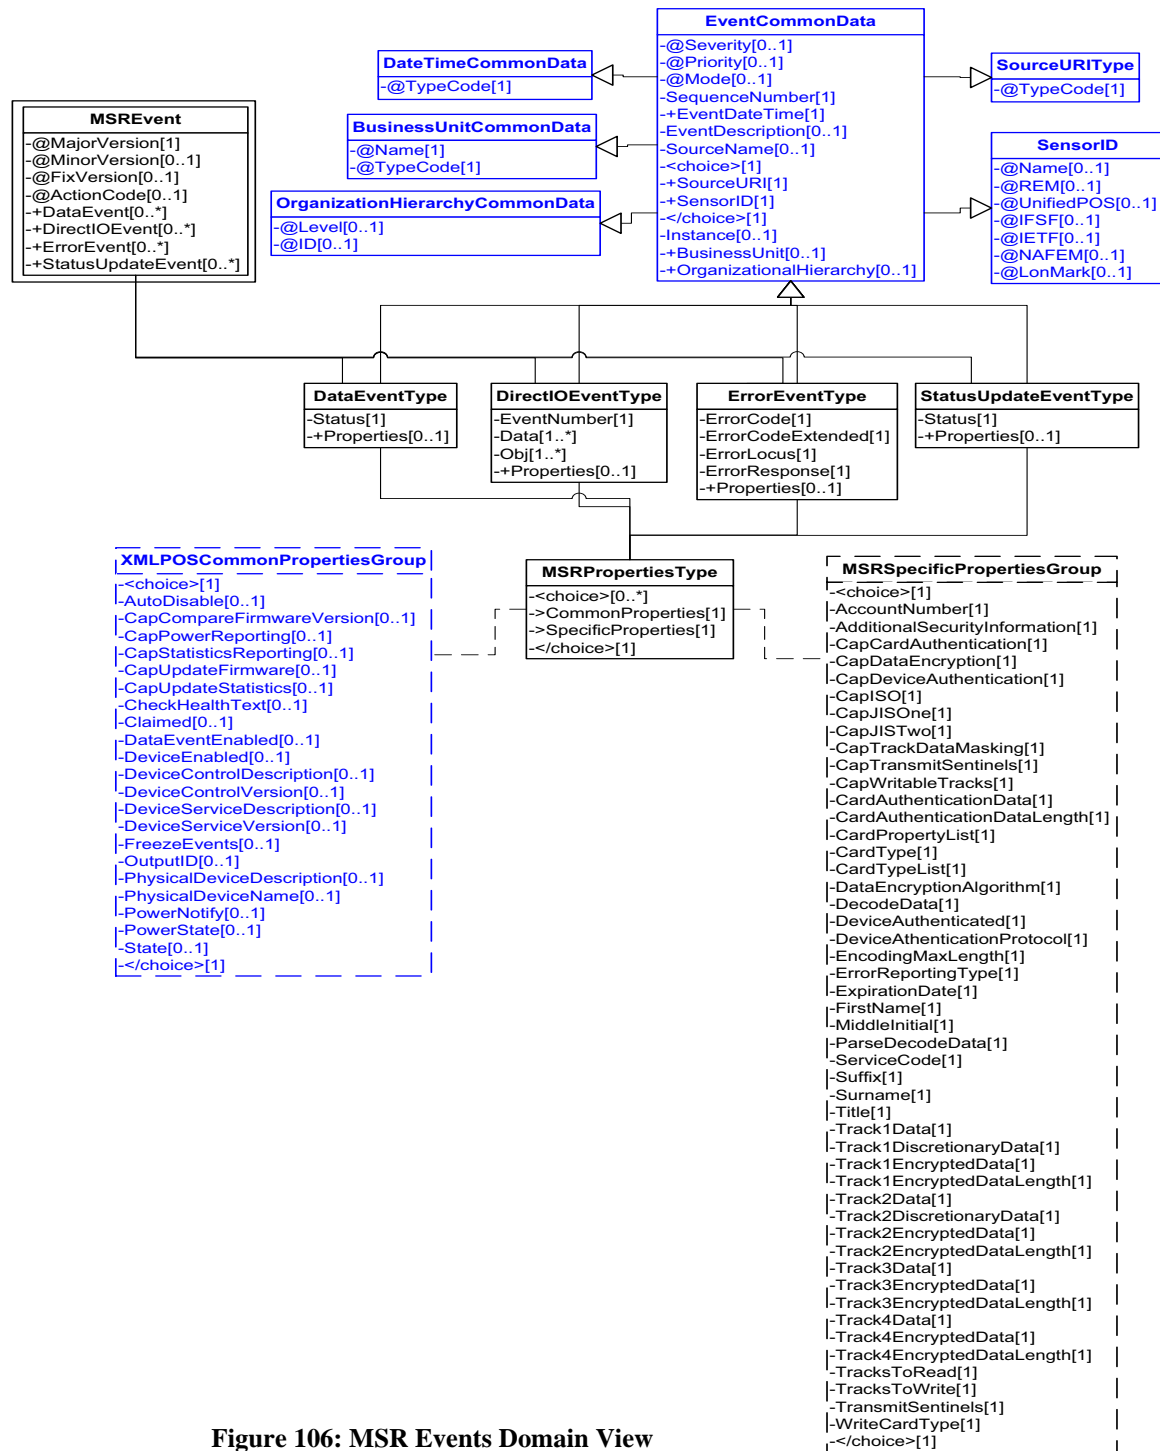 EventCommonData
-@Severity[0..1]
-@Priority[0..1]
-@Mode[0..1]
-SequenceNumber[1]
-+EventDateTime[1]
-EventDescription[0..1]
-SourceName[0..1]
-<choice>[1]
-+SourceURI[1]
-+SensorID[1]
-</choice>[1]
-Instance[0..1]
-+BusinessUnit[0..1]
-+OrganizationalHierarchy[0..1]
DateTimeCommonData
-@TypeCode[1]
SourceURIType
-@TypeCode[1]
MSREvent
-@MajorVersion[1]
-@MinorVersion[0..1]
-@FixVersion[0..1]
-@ActionCode[0..1]
-+DataEvent[0..*]
-+DirectIOEvent[0..*]
-+ErrorEvent[0..*]
-+StatusUpdateEvent[0..*]
BusinessUnitCommonData
-@Name[1]
-@TypeCode[1]
SensorID
-@Name[0..1]
-@REM[0..1]
-@UnifiedPOS[0..1]
-@IFSF[0..1]
-@IETF[0..1]
-@NAFEM[0..1]
-@LonMark[0..1]
OrganizationHierarchyCommonData
-@Level[0..1]
-@ID[0..1]
DataEventType
-Status[1]
-+Properties[0..1]
DirectIOEventType
-EventNumber[1]
-Data[1..*]
-Obj[1..*]
-+Properties[0..1]
ErrorEventType
-ErrorCode[1]
-ErrorCodeExtended[1]
-ErrorLocus[1]
-ErrorResponse[1]
-+Properties[0..1]
StatusUpdateEventType
-Status[1]
-+Properties[0..1]
XMLPOSCommonPropertiesGroup
-<choice>[1]
-AutoDisable[0..1]
-CapCompareFirmwareVersion[0..1]
-CapPowerReporting[0..1]
-CapStatisticsReporting[0..1]
-CapUpdateFirmware[0..1]
-CapUpdateStatistics[0..1]
-CheckHealthText[0..1]
-Claimed[0..1]
-DataEventEnabled[0..1]
-DeviceEnabled[0..1]
-DeviceControlDescription[0..1]
-DeviceControlVersion[0..1]
-DeviceServiceDescription[0..1]
-DeviceServiceVersion[0..1]
-FreezeEvents[0..1]
-OutputID[0..1]
-PhysicalDeviceDescription[0..1]
-PhysicalDeviceName[0..1]
-PowerNotify[0..1]
-PowerState[0..1]
-State[0..1]
-</choice>[1]
MSRPropertiesType
-<choice>[0..*]
->CommonProperties[1]
->SpecificProperties[1]
-</choice>[1]
MSRSpecificPropertiesGroup
-<choice>[1]
-AccountNumber[1]
-AdditionalSecurityInformation[1]
-CapCardAuthentication[1]
-CapDataEncryption[1]
-CapDeviceAuthentication[1]
-CapISO[1]
-CapJISOne[1]
-CapJISTwo[1]
-CapTrackDataMasking[1]
-CapTransmitSentinels[1]
-CapWritableTracks[1]
-CardAuthenticationData[1]
-CardAuthenticationDataLength[1]
-CardPropertyList[1]
-CardType[1]
-CardTypeList[1]
-DataEncryptionAlgorithm[1]
-DecodeData[1]
-DeviceAuthenticated[1]
-DeviceAthenticationProtocol[1]
-EncodingMaxLength[1]
-ErrorReportingType[1]
-ExpirationDate[1]
-FirstName[1]
-MiddleInitial[1]
-ParseDecodeData[1]
-ServiceCode[1]
-Suffix[1]
-Surname[1]
-Title[1]
-Track1Data[1]
-Track1DiscretionaryData[1]
-Track1EncryptedData[1]
-Track1EncryptedDataLength[1]
-Track2Data[1]
-Track2DiscretionaryData[1]
-Track2EncryptedData[1]
-Track2EncryptedDataLength[1]
-Track3Data[1]
-Track3EncryptedData[1]
-Track3EncryptedDataLength[1]
-Track4Data[1]
-Track4EncryptedData[1]
-Track4EncryptedDataLength[1]
-TracksToRead[1]
-TracksToWrite[1]
-TransmitSentinels[1]
-WriteCardType[1]
-</choice>[1]
Figure 106: MSR Events Domain View